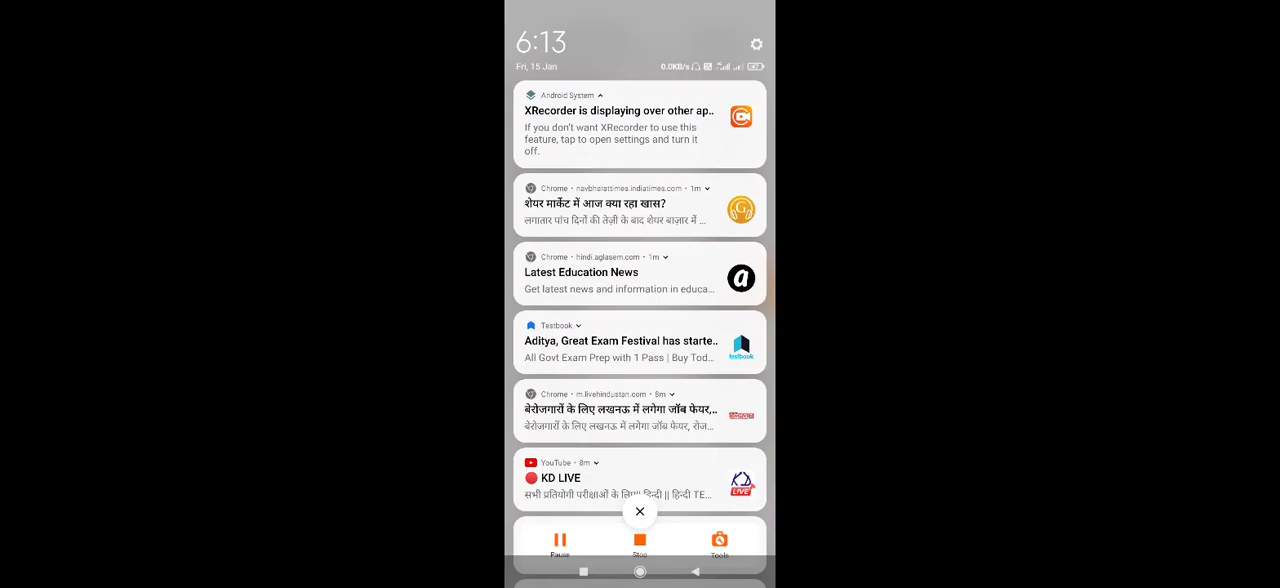 6:13
Fri, 15 Jan
0.0KB/s
Android System
XRecorder is displaying over other ap..
If you don't want XRecorder to use this
feature, tap to open settings and turn it
off.
Chrome • navbharattimes.indiatimes.com • 1m
शेयर मार्केट में आज क्या रहा खास?
लगातार पांच दिनों की तेज़ी के बाद शेयर बाज़ार में ...
G
Chrome • hindi.aglasem.com • 1m
Latest Education News
Get latest news and information in educa...
a
Testbook
Aditya, Great Exam Festival has starte..
All Govt Exam Prep with 1 Pass | Buy Tod...
testbook
Chrome • m.livehindustan.com • 8m
बेरोजगारों के लिए लखनऊ में लगेगा जॉब फेयर,..
बेरोजगारों के लिए लखनऊ में लगेगा जॉब फेयर, रोज...
YouTube • 8m
🔴 KD LIVE
सभी प्रतियोगी परीक्षाओं के लिए|| हिन्दी || हिन्दी TE...
KD LIVE
Pause
Stop
Tools